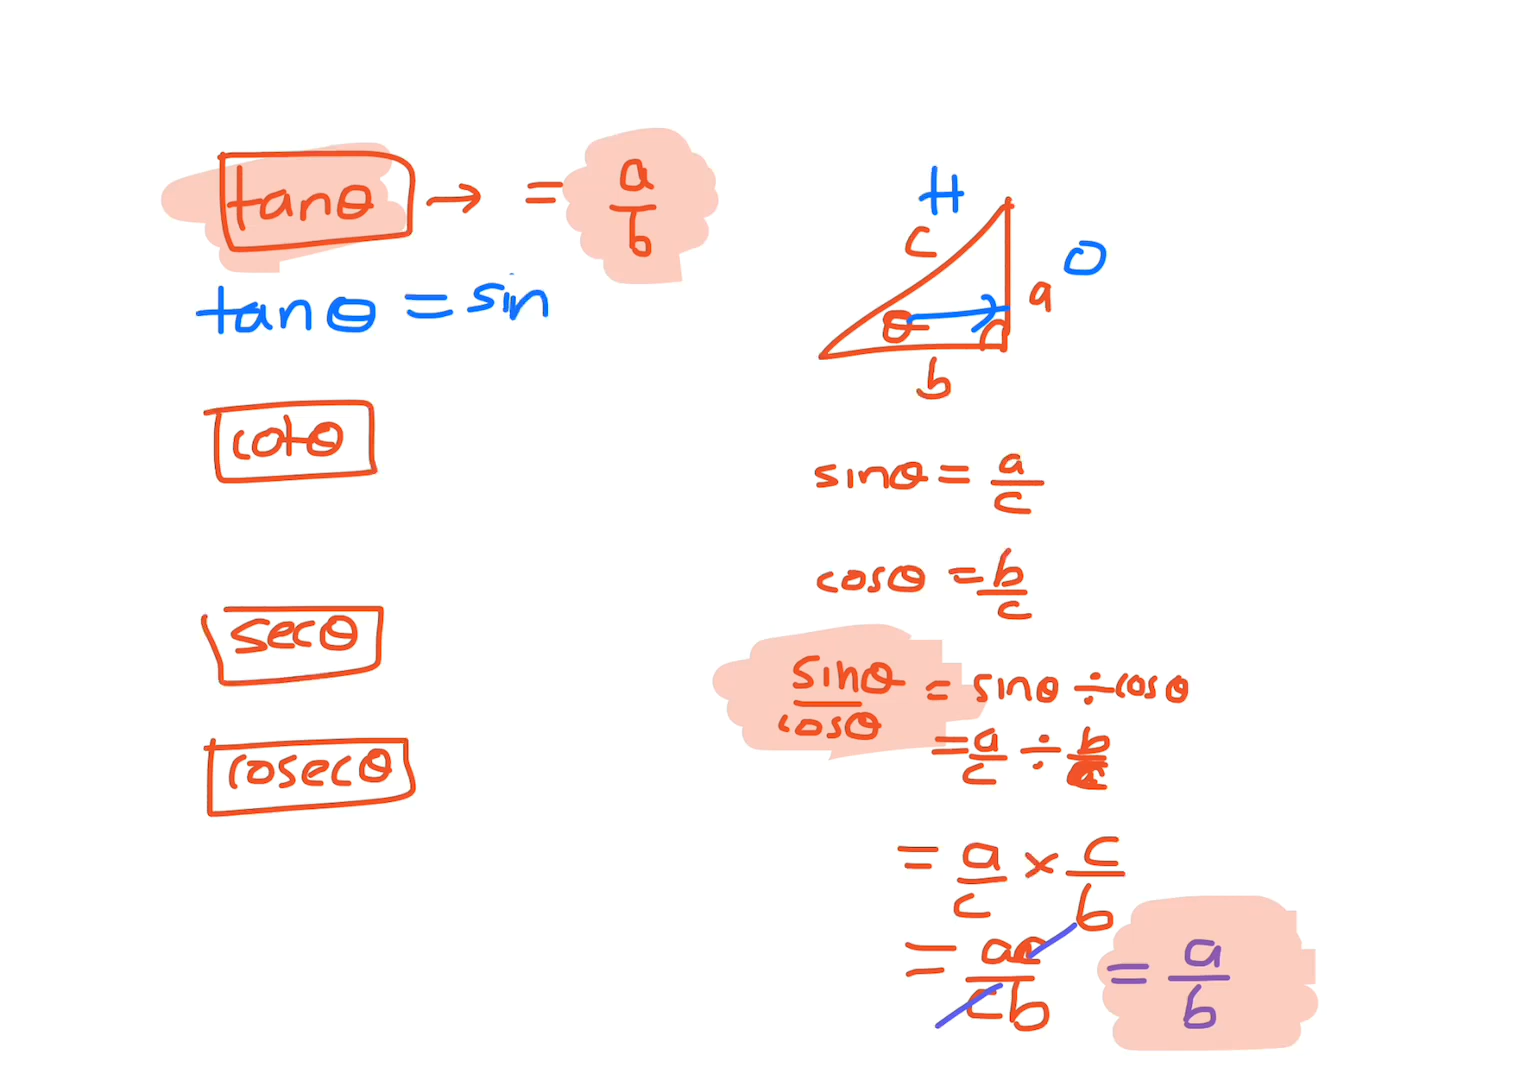 tanθ → = a/b
tanθ = sin
cotθ
secθ
cosecθ
H
c
O
a
θ
b
sinθ = a/c
cosθ = b/c
sinθ/cosθ = sinθ ÷ cosθ
= a/c ÷ b/c
= a/c × c/b
= ac/cb = a/b